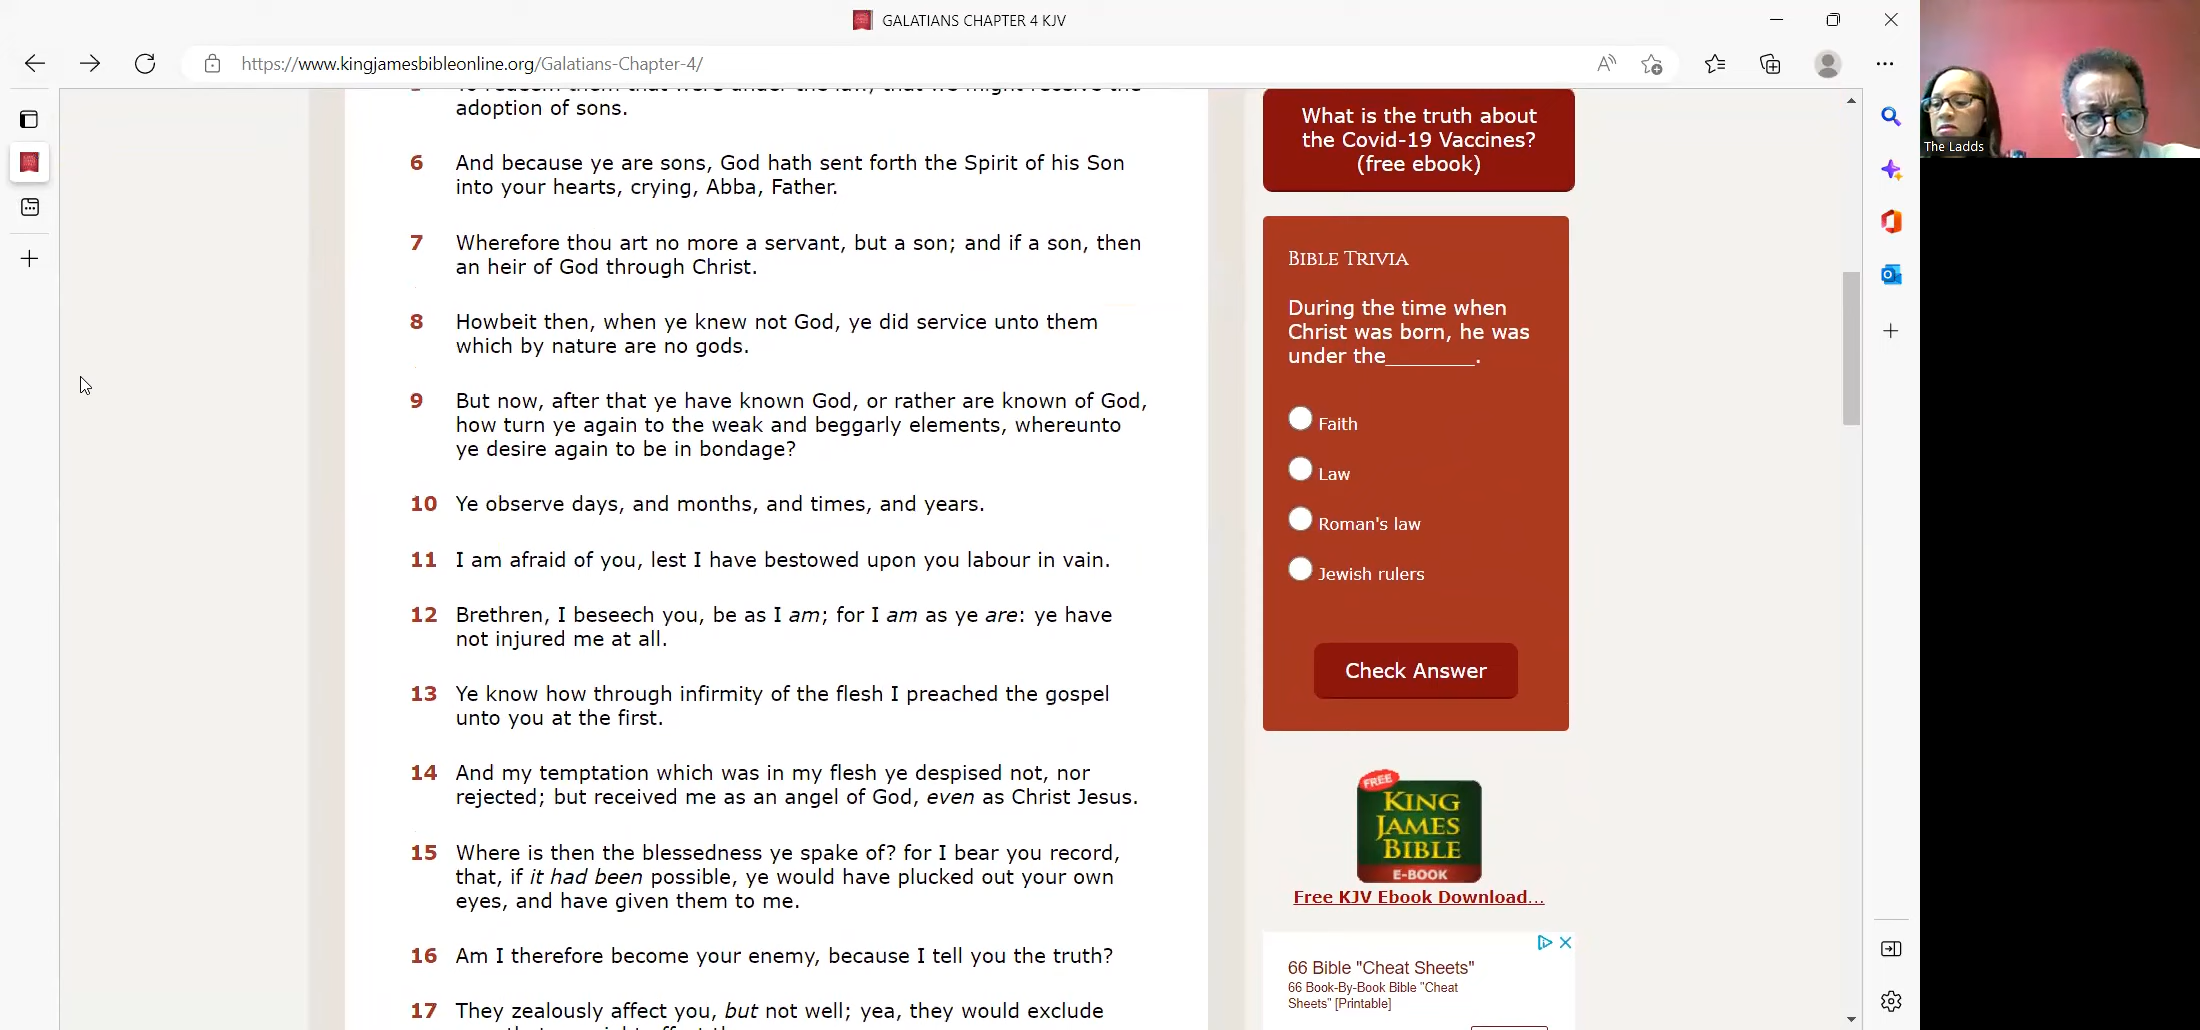 GALATIANS CHAPTER 4 KJV
https://www.kingjamesbibleonline.org/Galatians-Chapter-4/
To redeem them that were under the law, that we might receive the
adoption of sons.
6 And because ye are sons, God hath sent forth the Spirit of his Son
into your hearts, crying, Abba, Father.
7 Wherefore thou art no more a servant, but a son; and if a son, then
an heir of God through Christ.
8 Howbeit then, when ye knew not God, ye did service unto them
which by nature are no gods.
9 But now, after that ye have known God, or rather are known of God,
how turn ye again to the weak and beggarly elements, whereunto
ye desire again to be in bondage?
10 Ye observe days, and months, and times, and years.
11 I am afraid of you, lest I have bestowed upon you labour in vain.
12 Brethren, I beseech you, be as I am; for I am as ye are: ye have
not injured me at all.
13 Ye know how through infirmity of the flesh I preached the gospel
unto you at the first.
14 And my temptation which was in my flesh ye despised not, nor
rejected; but received me as an angel of God, even as Christ Jesus.
15 Where is then the blessedness ye spake of? for I bear you record,
that, if it had been possible, ye would have plucked out your own
eyes, and have given them to me.
16 Am I therefore become your enemy, because I tell you the truth?
17 They zealously affect you, but not well; yea, they would exclude
What is the truth about
the Covid-19 Vaccines?
(free ebook)
BIBLE TRIVIA
During the time when
Christ was born, he was
under the________.
Faith
Law
Roman's law
Jewish rulers
Check Answer
FREE
KING
JAMES
BIBLE
E-BOOK
Free KJV Ebook Download...
66 Bible "Cheat Sheets"
66 Book-By-Book Bible "Cheat
Sheets" [Printable]
The Ladds